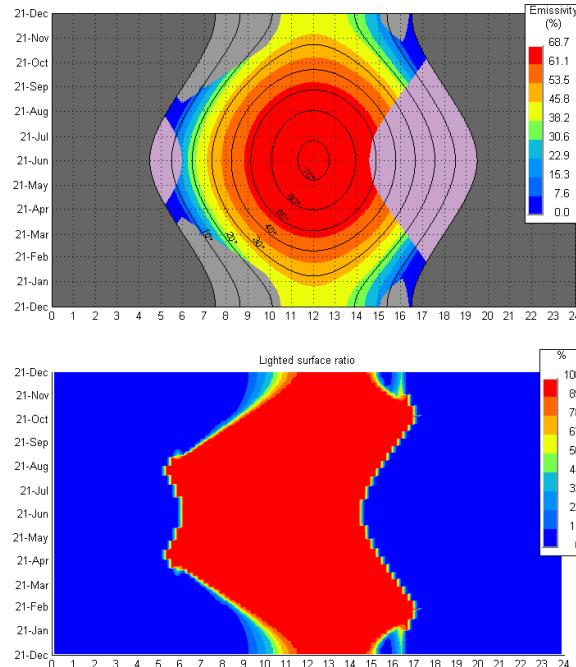 21-Dec
21-Nov
21-Oct
21-Sep
21-Aug
21-Jul
21-Jun
21-May
21-Apr
21-Mar
21-Feb
21-Jan
21-Dec
0 1 2 3 4 5 6 7 8 9 10 11 12 13 14 15 16 17 18 19 20 21 22 23 24
10°
20°
30°
40°
60°
70°
Emissivity
(%)
68.7
61.1
53.5
45.8
38.2
30.6
22.9
15.3
7.6
0.0
Lighted surface ratio
21-Dec
21-Nov
21-Oct
21-Sep
21-Aug
21-Jul
21-Jun
21-May
21-Apr
21-Mar
21-Feb
21-Jan
21-Dec
0 1 2 3 4 5 6 7 8 9 10 11 12 13 14 15 16 17 18 19 20 21 22 23 24
%